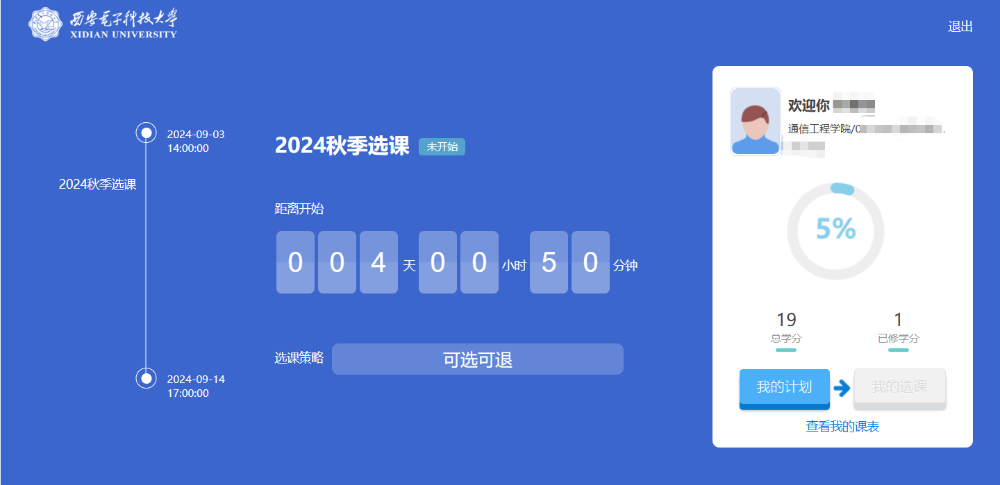 西安电子科技大学
XIDIAN UNIVERSITY
退出
2024-09-03
14:00:00
2024秋季选课
2024-09-14
17:00:00
2024秋季选课 未开始
距离开始
0 0 4 天 0 0 小时 5 0 分钟
选课策略 可选可退
欢迎你
通信工程学院/
5%
19 1
总学分 已修学分
我的计划 我的选课
查看我的课表